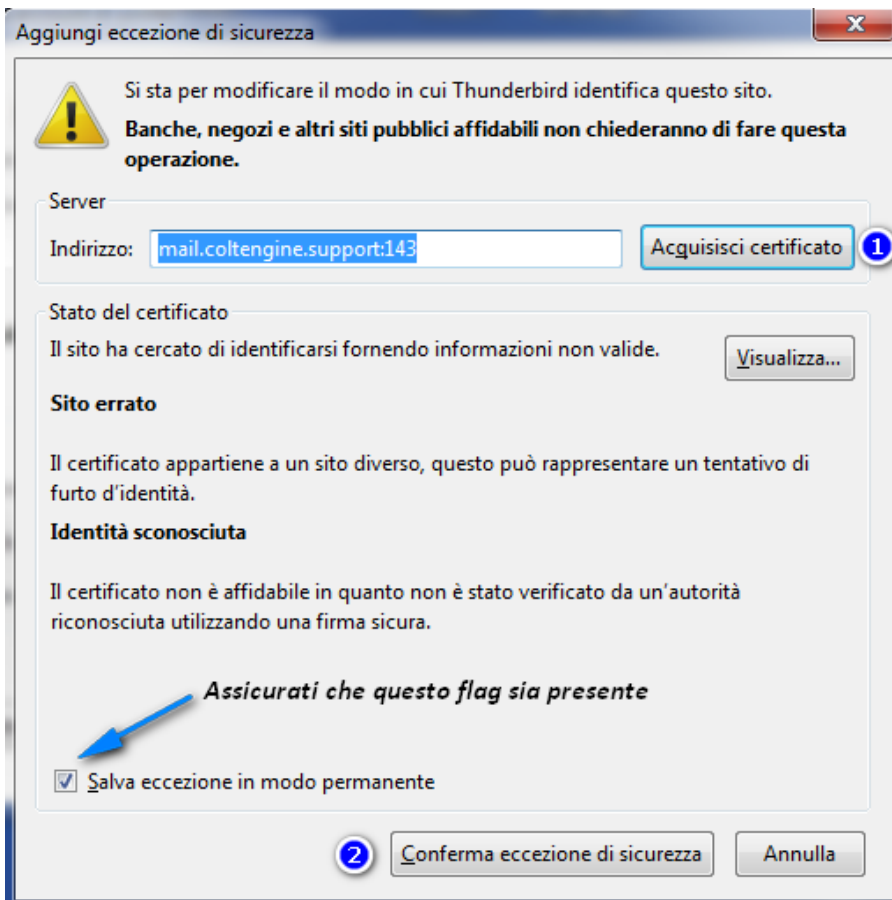 Aggiungi eccezione di sicurezza
x
Si sta per modificare il modo in cui Thunderbird identifica questo sito.
Banche, negozi e altri siti pubblici affidabili non chiederanno di fare questa
operazione.
Server
Indirizzo: mail.coltengine.support:143 Acquisisci certificato 1
Stato del certificato
Il sito ha cercato di identificarsi fornendo informazioni non valide. Visualizza...
Sito errato
Il certificato appartiene a un sito diverso, questo può rappresentare un tentativo di
furto d'identità.
Identità sconosciuta
Il certificato non è affidabile in quanto non è stato verificato da un'autorità
riconosciuta utilizzando una firma sicura.
Assicurati che questo flag sia presente
Salva eccezione in modo permanente
2 Conferma eccezione di sicurezza Annulla